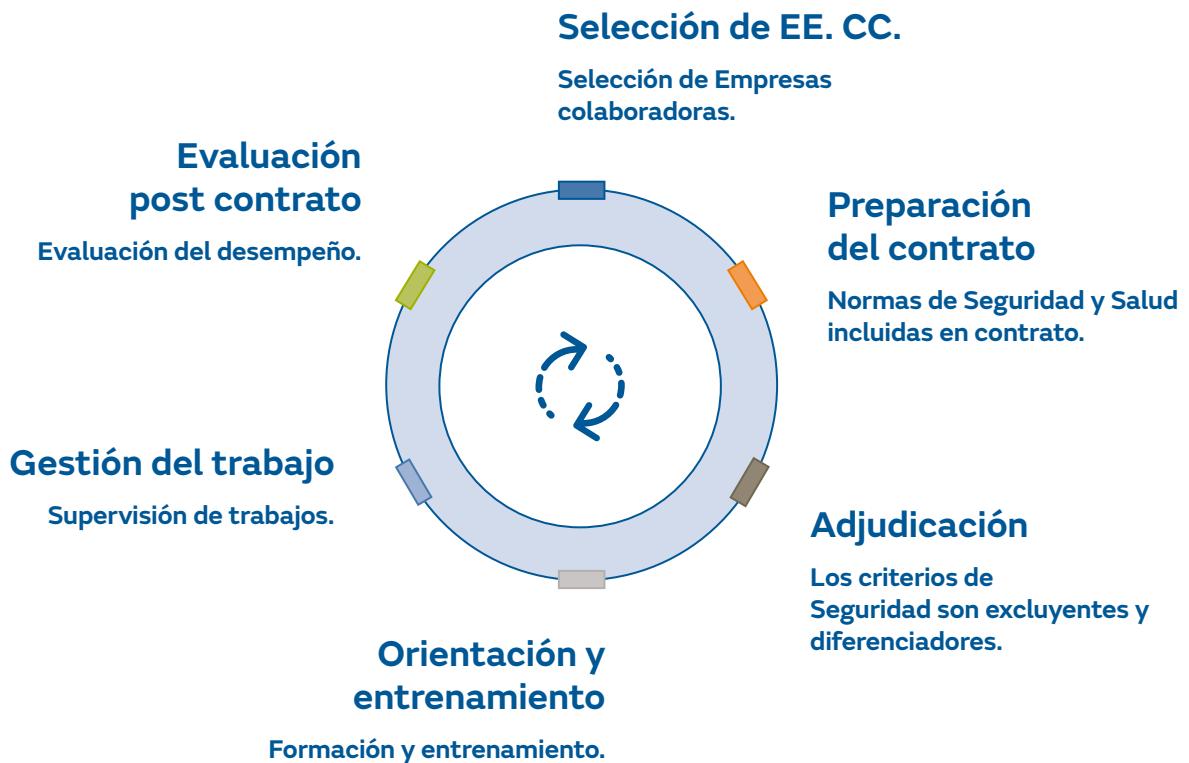 Selección de EE. CC.
Selección de Empresas
colaboradoras.
Preparación
del contrato
Normas de Seguridad y Salud
incluidas en contrato.
Adjudicación
Los criterios de
Seguridad son excluyentes y
diferenciadores.
Orientación y
entrenamiento
Formación y entrenamiento.
Gestión del trabajo
Supervisión de trabajos.
Evaluación
post contrato
Evaluación del desempeño.